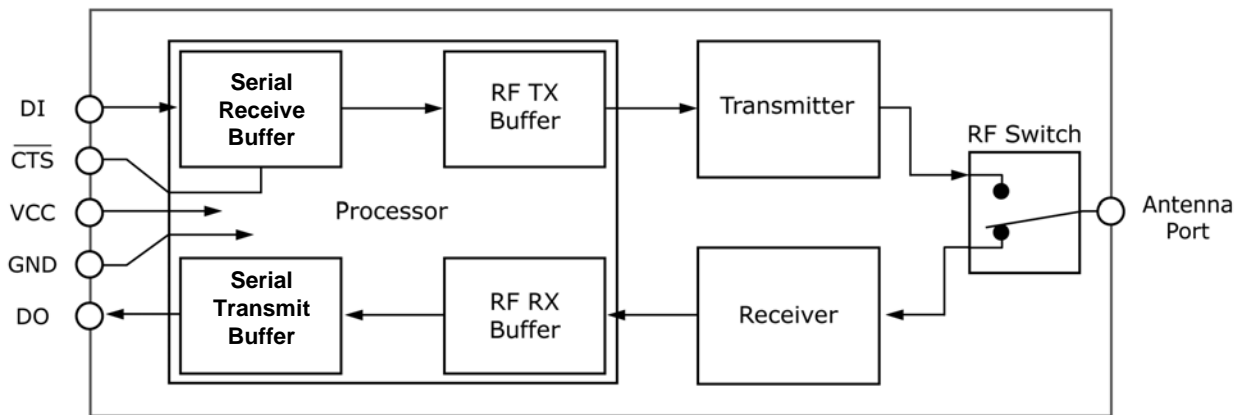 DI
C̅T̅S̅
VCC
GND
DO
Serial
Receive
Buffer
RF TX
Buffer
Transmitter
RF Switch
Processor
Antenna
Port
Serial
Transmit
Buffer
RF RX
Buffer
Receiver